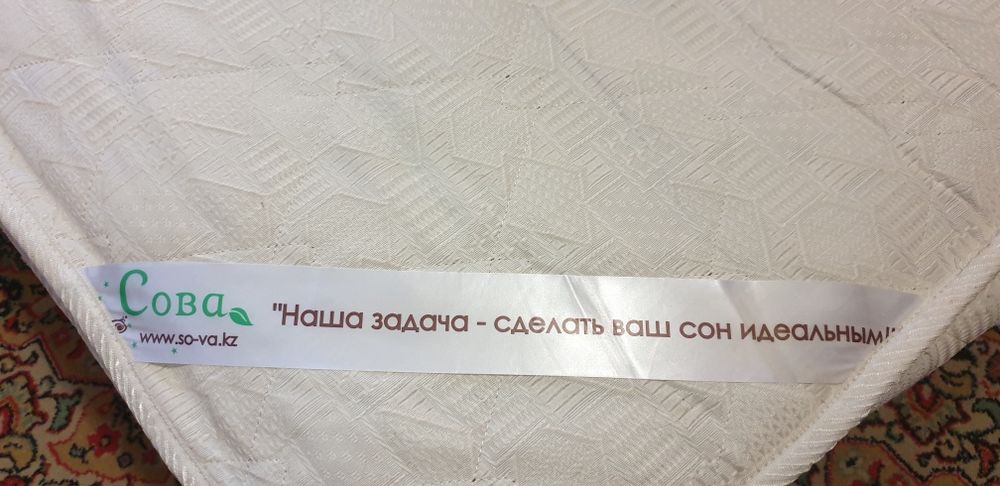 Сова
www.so-va.kz
"Наша задача - сделать ваш сон идеальным!"